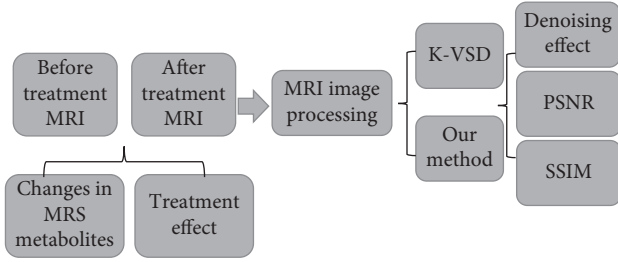 Before
treatment
MRI
After
treatment
MRI
MRI image
processing
K-VSD
Our
method
Denoising
effect
PSNR
SSIM
Changes in
MRS
metabolites
Treatment
effect